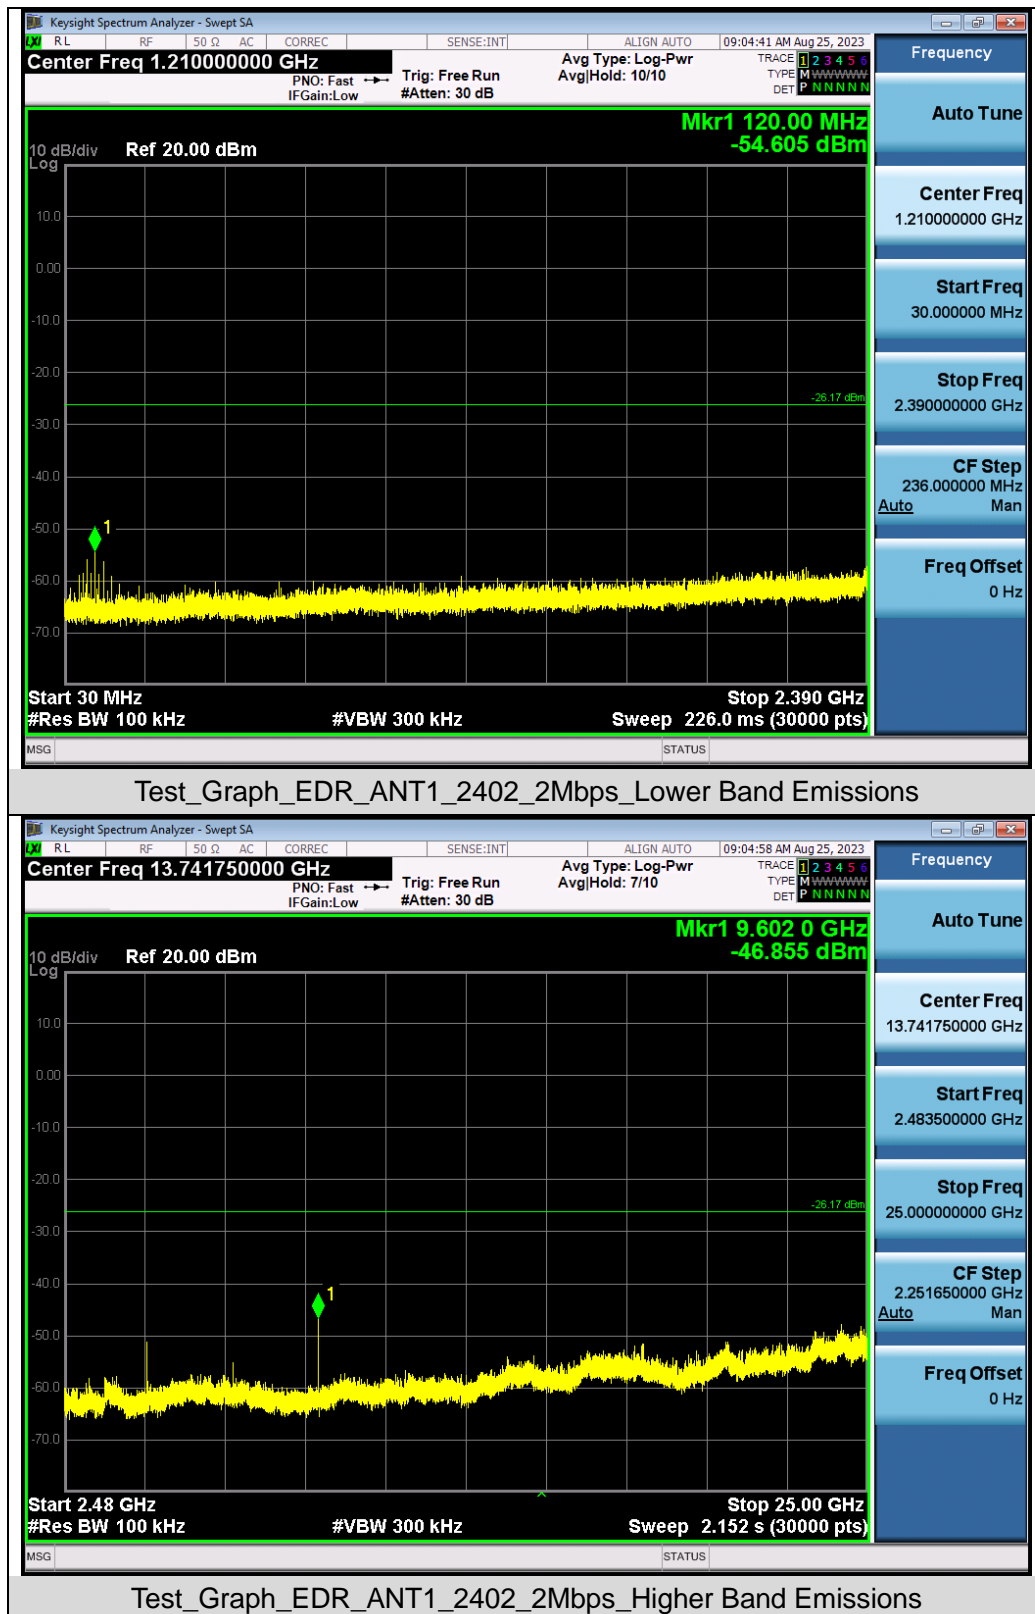 Keysight Spectrum Analyzer - Swept SA
LXI RL RF 50 Ω AC CORREC SENSE:INT ALIGN AUTO 09:04:41 AM Aug 25, 2023
Center Freq 1.210000000 GHz
PNO: Fast
IFGain:Low
Trig: Free Run
#Atten: 30 dB
Avg Type: Log-Pwr
Avg|Hold: 10/10
TRACE 1 2 3 4 5 6
TYPE M WWWWW
DET P N N N N N
Mkr1 120.00 MHz
-54.605 dBm
10 dB/div Ref 20.00 dBm
Log
10.0
0.00
-10.0
-20.0
-26.17 dBm
-30.0
-40.0
-50.0
1
-60.0
-70.0
Start 30 MHz Stop 2.390 GHz
#Res BW 100 kHz #VBW 300 kHz Sweep 226.0 ms (30000 pts)
MSG STATUS
Frequency
Auto Tune
Center Freq
1.210000000 GHz
Start Freq
30.000000 MHz
Stop Freq
2.390000000 GHz
CF Step
236.000000 MHz
Auto Man
Freq Offset
0 Hz
Test_Graph_EDR_ANT1_2402_2Mbps_Lower Band Emissions
Keysight Spectrum Analyzer - Swept SA
LXI RL RF 50 Ω AC CORREC SENSE:INT ALIGN AUTO 09:04:58 AM Aug 25, 2023
Center Freq 13.741750000 GHz
PNO: Fast
IFGain:Low
Trig: Free Run
#Atten: 30 dB
Avg Type: Log-Pwr
Avg|Hold: 7/10
TRACE 1 2 3 4 5 6
TYPE M WWWWW
DET P N N N N N
Mkr1 9.602 0 GHz
-46.855 dBm
10 dB/div Ref 20.00 dBm
Log
10.0
0.00
-10.0
-20.0
-26.17 dBm
-30.0
-40.0
1
-50.0
-60.0
-70.0
Start 2.48 GHz Stop 25.00 GHz
#Res BW 100 kHz #VBW 300 kHz Sweep 2.152 s (30000 pts)
MSG STATUS
Frequency
Auto Tune
Center Freq
13.741750000 GHz
Start Freq
2.483500000 GHz
Stop Freq
25.000000000 GHz
CF Step
2.251650000 GHz
Auto Man
Freq Offset
0 Hz
Test_Graph_EDR_ANT1_2402_2Mbps_Higher Band Emissions